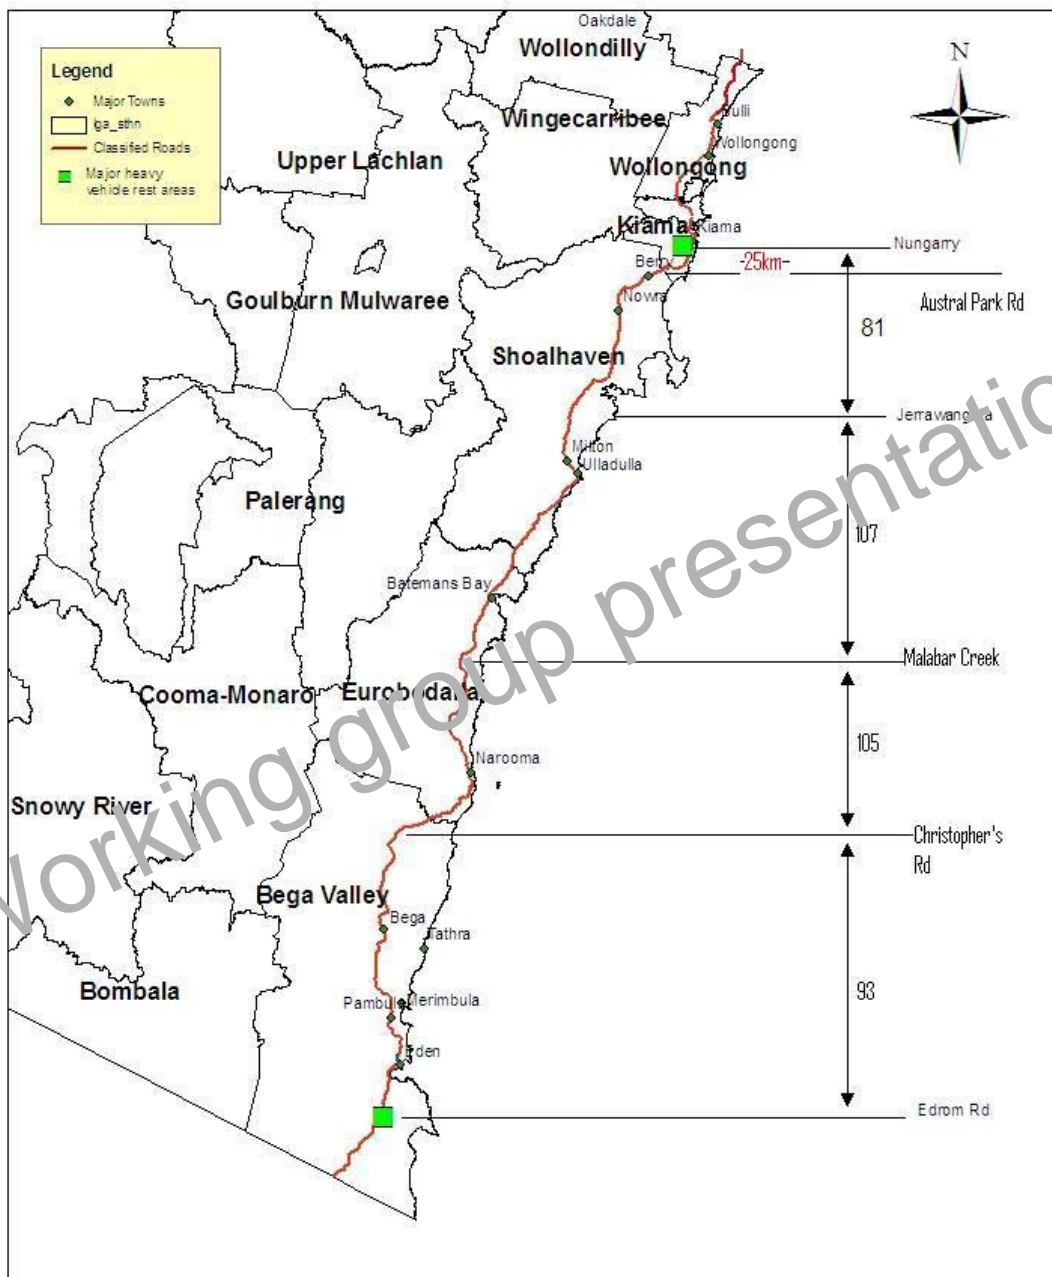 Oakdale
Wollondilly
N
Legend
Major Towns
lga_sthn
Classified Roads
Major heavy
vehicle rest areas
Wingecarribee
Bulli
Wollongong
Upper Lachlan
Wollongong
Kiama
Kiama
Nungarry
Berry
-25km-
Goulburn Mulwaree
Nowra
Austral Park Rd
81
Shoalhaven
Milton
Ulladulla
Palerang
107
Batemans Bay
Working group presentatio
Malabar Creek
Cooma-Monaro
Eurobodalla
105
Narooma
Snowy River
Christopher's
Rd
Bega Valley
Bega
Tathra
Bombala
Pambula
Merimbula
93
Eden
Edrom Rd